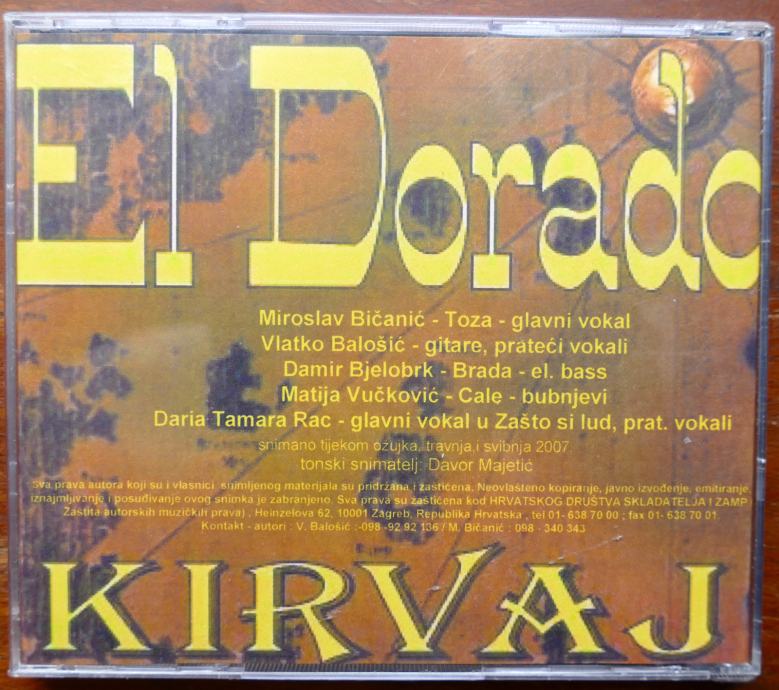 El Dorado
Miroslav Bičanić - Toza - glavni vokal
Vlatko Balošić - gitare, prateći vokali
Damir Bjelobrk - Brada - el. bass
Matija Vučković - Cale - bubnjevi
Daria Tamara Rac - glavni vokal u Zašto si lud, prat. vokali
snimano tijekom ožujka, travnja,i svibnja 2007.
tonski snimatelj: Davor Majetić
Sva prava autora koji su i vlasnici snimljenog materijala su pridržana i zastićena, Neovlašteno kopiranje, javno izvođenje, emitiranje,
iznajmljivanje i posuđivanje ovog snimka je zabranjeno. Sva prava su zastićena kod HRVATSKOG DRUŠTVA SKLADATELJA I ZAMP
Zastita autorskih muzičkih prava) , Heinzelova 62, 10001 Zagreb, Republika Hrvatska , tel 01- 638 70 00 ; fax 01- 638 70 01
Kontakt - autori : V. Balošić :-098 -92 92 136 / M. Bičanić : 098 - 340 343
KIRVAJ